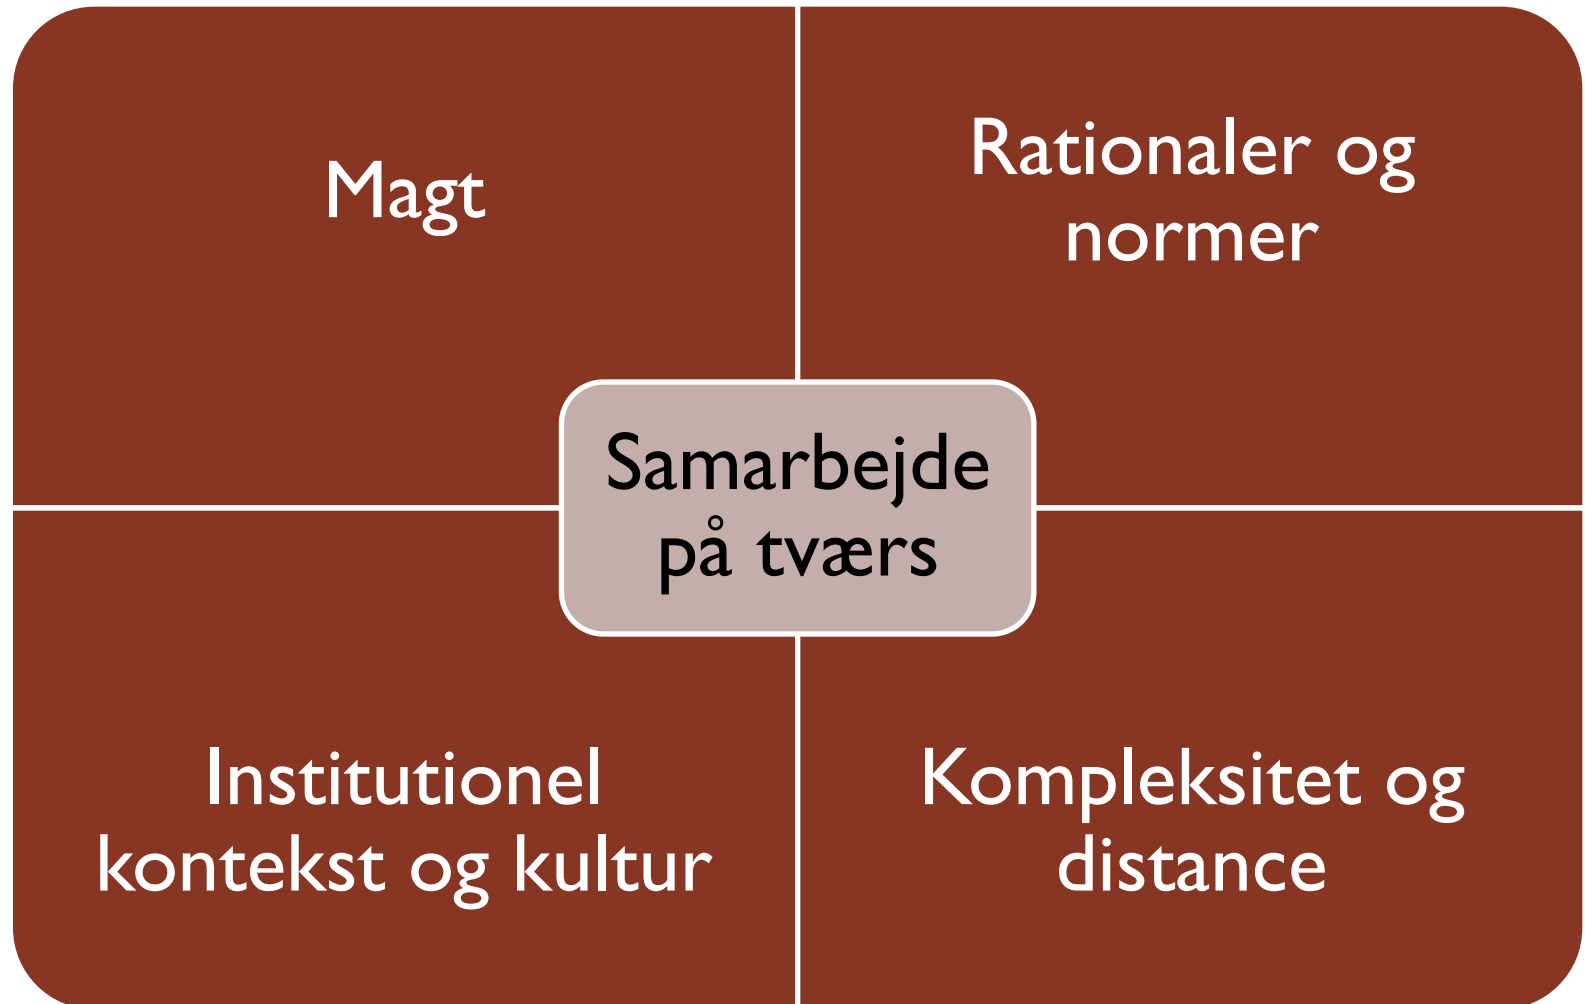 Magt
Rationaler og
normer
Samarbejde
på tværs
Institutionel
kontekst og kultur
Kompleksitet og
distance